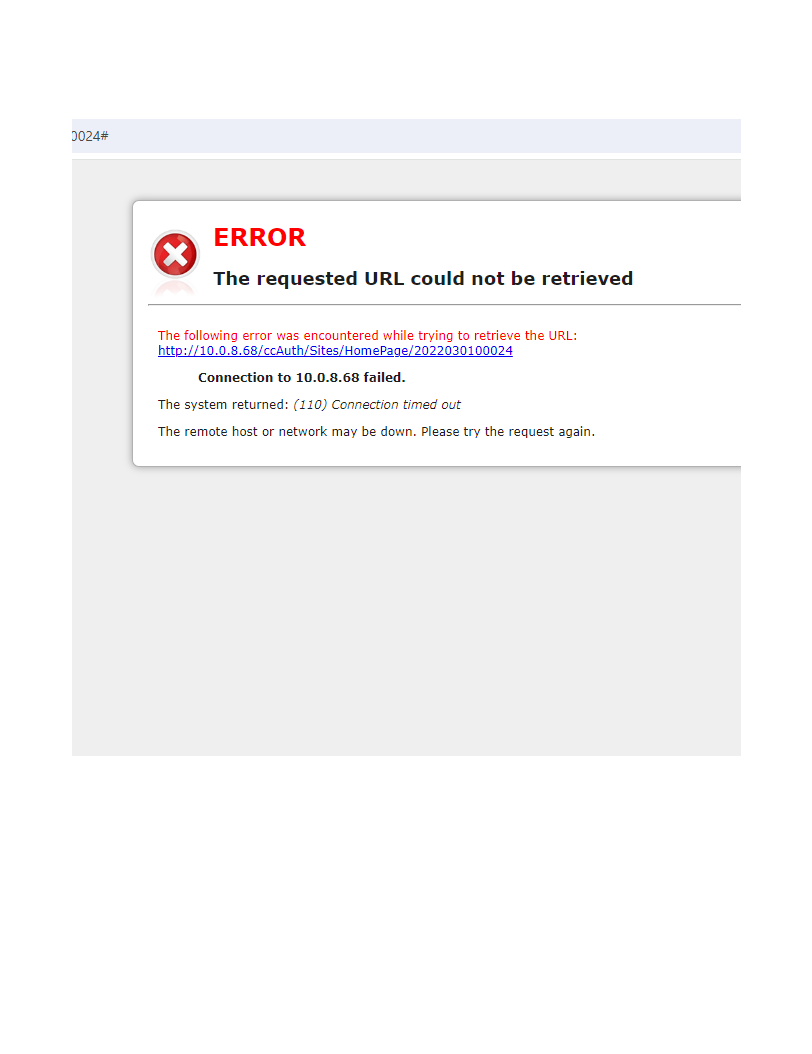 0024#
ERROR
The requested URL could not be retrieved
The following error was encountered while trying to retrieve the URL:
http://10.0.8.68/ccAuth/Sites/HomePage/2022030100024
Connection to 10.0.8.68 failed.
The system returned: (110) Connection timed out
The remote host or network may be down. Please try the request again.